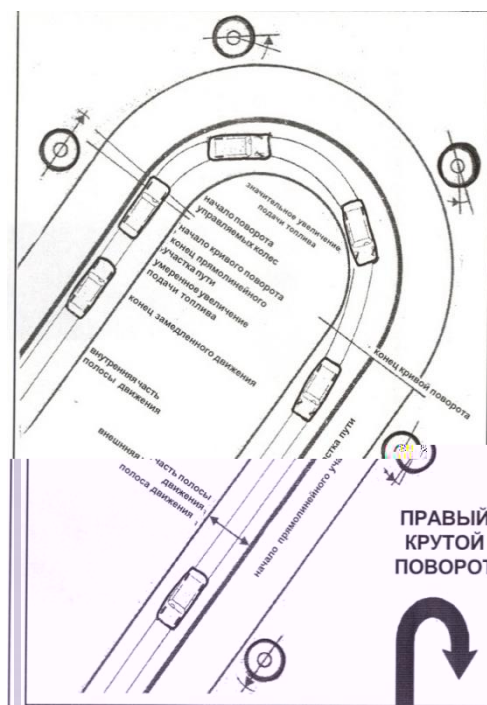 значительное увеличение
подачи топлива
начало поворота
управляемых колес
начало кривого поворота
конец прямолинейного
участка пути
умеренное увеличение
подачи топлива
конец замедленного движения
конец кривой поворота
внутренняя часть
полосы движения
внешняя часть полосы
движения
полоса движения
начало прямолинейного участка пути
ПРАВЫЙ
КРУТОЙ
ПОВОРОТ